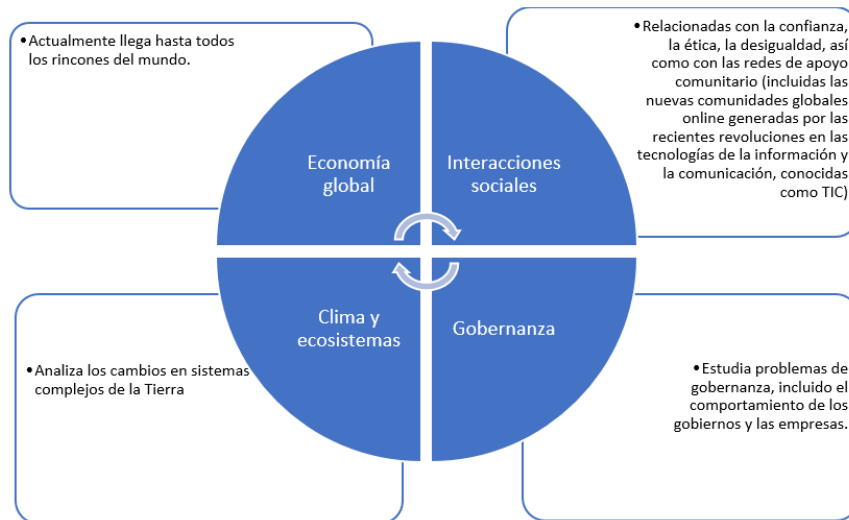 •Actualmente llega hasta todos
los rincones del mundo.
•Relacionadas con la confianza,
la ética, la desigualdad, así
como con las redes de apoyo
comunitario (incluidas las
nuevas comunidades globales
online generadas por las
recientes revoluciones en las
tecnologías de la información y
la comunicación, conocidas
como TIC)
Economía
global
Interacciones
sociales
Clima y
ecosistemas
Gobernanza
•Analiza los cambios en sistemas
complejos de la Tierra
•Estudia problemas de
gobernanza, incluido el
comportamiento de los
gobiernos y las empresas.